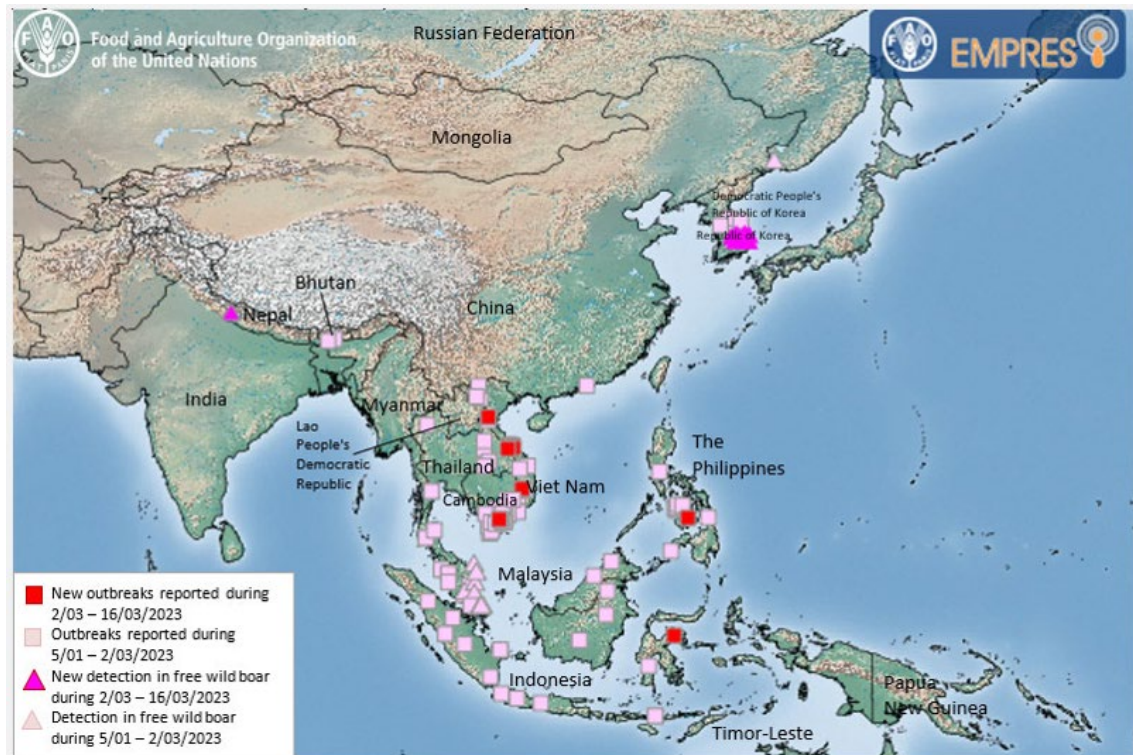 Food and Agriculture Organization
of the United Nations
Russian Federation
EMPRES
Mongolia
Democratic People's
Republic of Korea
Republic of Korea
Bhutan
China
Nepal
India
Myanmar
Lao
People's
Democratic
Republic
Thailand
The
Philippines
Viet Nam
Cambodia
Malaysia
Indonesia
Papua
New Guinea
Timor-Leste
New outbreaks reported during
2/03 – 16/03/2023
Outbreaks reported during
5/01 – 2/03/2023
New detection in free wild boar
during 2/03 – 16/03/2023
Detection in free wild boar
during 5/01 – 2/03/2023